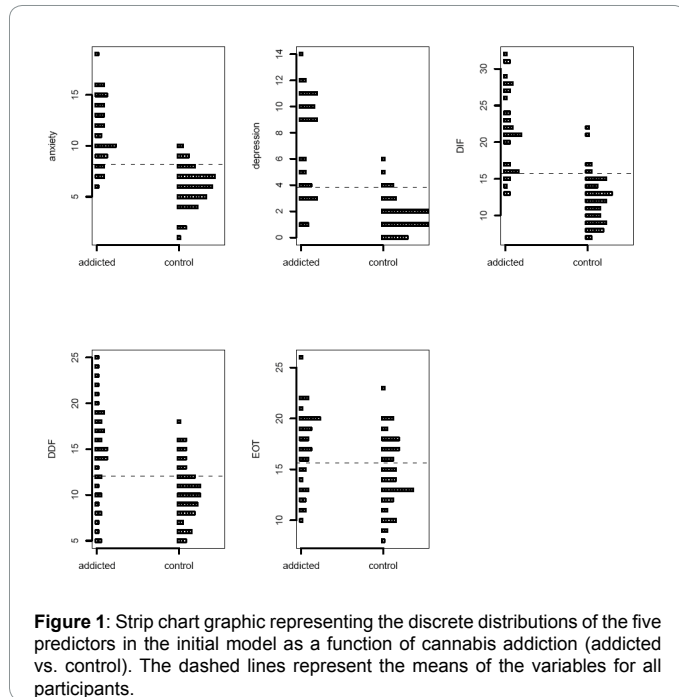 15
10
5
anxiety
addicted
control
14
12
10
8
6
4
2
0
depression
addicted
control
30
25
20
15
10
DIF
addicted
control
25
20
15
10
5
DDF
addicted
control
25
20
15
10
EOT
addicted
control
Figure 1: Strip chart graphic representing the discrete distributions of the five
predictors in the initial model as a function of cannabis addiction (addicted
vs. control). The dashed lines represent the means of the variables for all
participants.